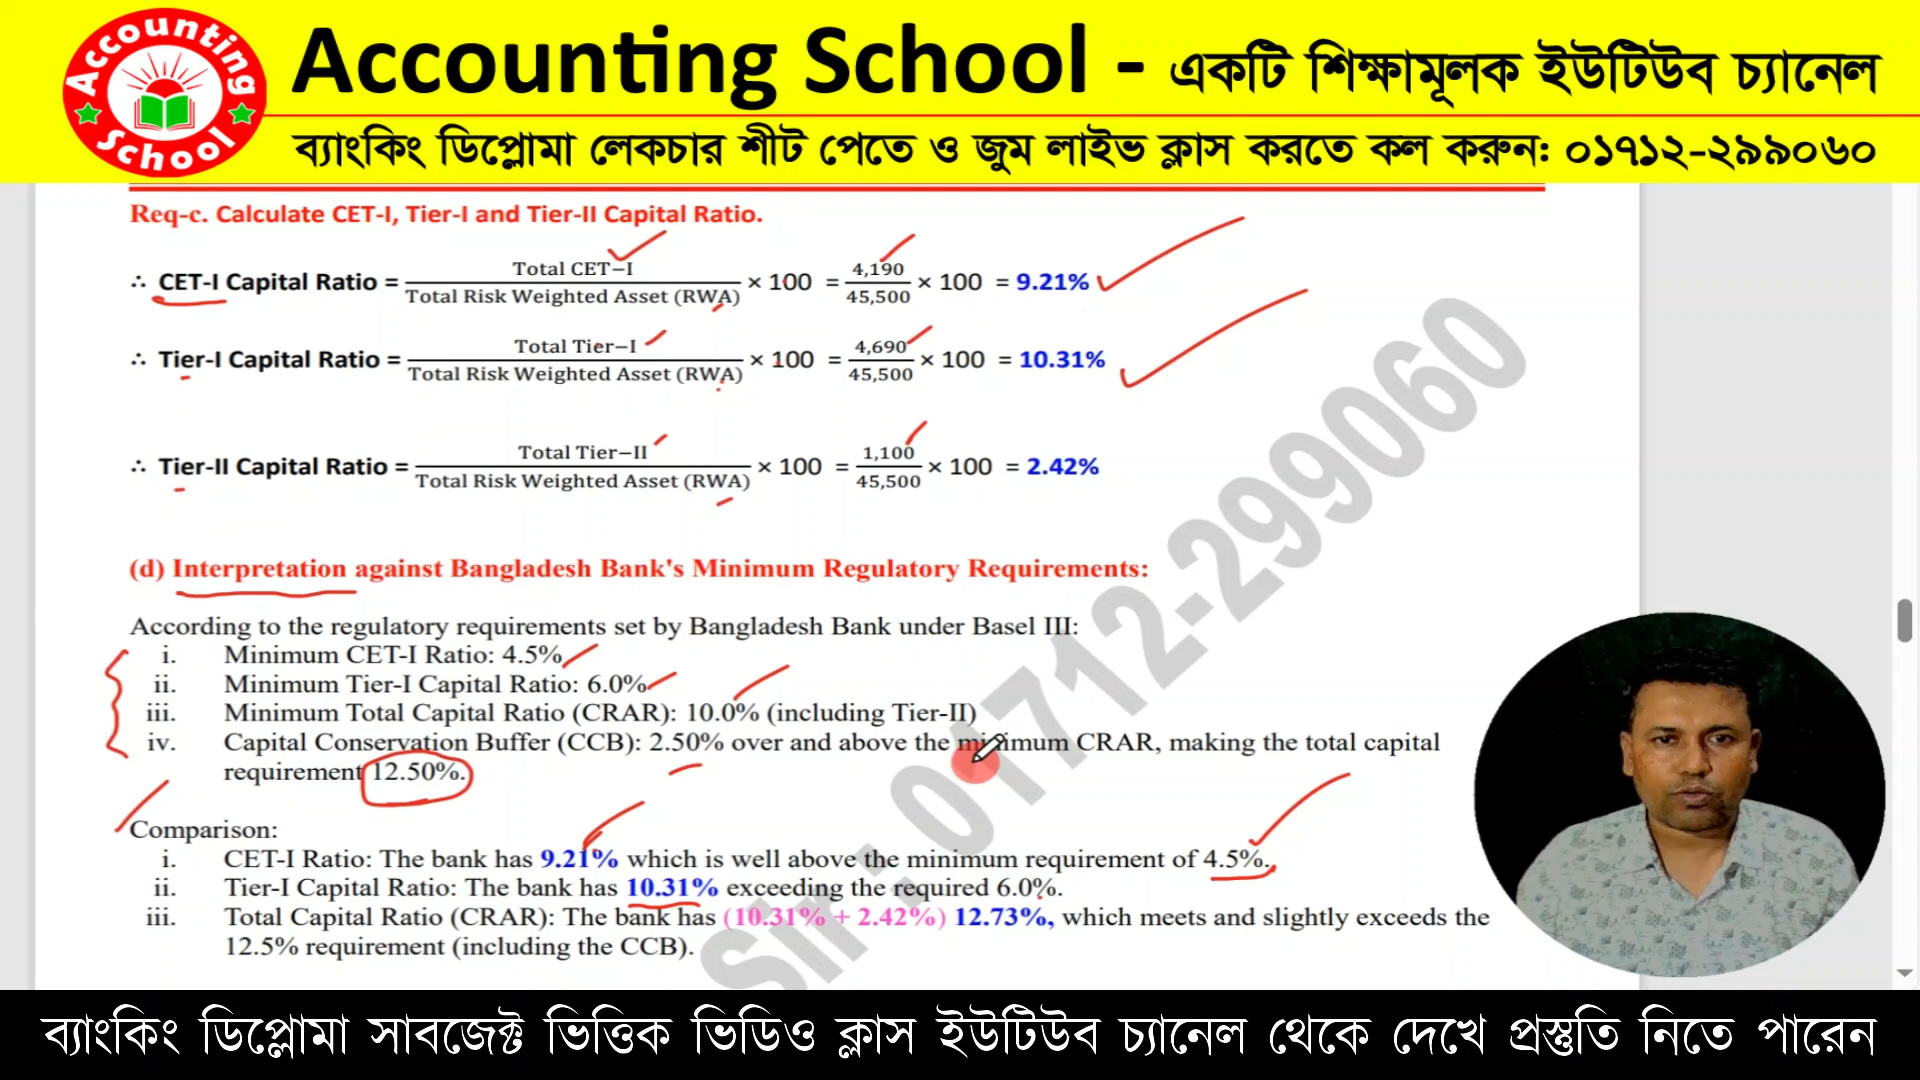 Accounting School
Accounting School - একটি শিক্ষামূলক ইউটিউব চ্যানেল
ব্যাংকিং ডিপ্লোমা লেকচার শীট পেতে ও জুম লাইভ ক্লাস করতে কল করুন: ০১৭১২-২৯৯০৬০
Req-c. Calculate CET-I, Tier-I and Tier-II Capital Ratio.
∴ CET-I Capital Ratio = Total CET−I / Total Risk Weighted Asset (RWA) × 100 = 4,190 / 45,500 × 100 = 9.21%
∴ Tier-I Capital Ratio = Total Tier−I / Total Risk Weighted Asset (RWA) × 100 = 4,690 / 45,500 × 100 = 10.31%
∴ Tier-II Capital Ratio = Total Tier−II / Total Risk Weighted Asset (RWA) × 100 = 1,100 / 45,500 × 100 = 2.42%
(d) Interpretation against Bangladesh Bank's Minimum Regulatory Requirements:
According to the regulatory requirements set by Bangladesh Bank under Basel III:
i. Minimum CET-I Ratio: 4.5%
ii. Minimum Tier-I Capital Ratio: 6.0%
iii. Minimum Total Capital Ratio (CRAR): 10.0% (including Tier-II)
iv. Capital Conservation Buffer (CCB): 2.50% over and above the minimum CRAR, making the total capital
requirement 12.50%.
Comparison:
i. CET-I Ratio: The bank has 9.21% which is well above the minimum requirement of 4.5%.
ii. Tier-I Capital Ratio: The bank has 10.31% exceeding the required 6.0%.
iii. Total Capital Ratio (CRAR): The bank has (10.31% + 2.42%) 12.73%, which meets and slightly exceeds the
12.5% requirement (including the CCB).
Sir : 01712-299060
ব্যাংকিং ডিপ্লোমা সাবজেক্ট ভিত্তিক ভিডিও ক্লাস ইউটিউব চ্যানেল থেকে দেখে প্রস্তুতি নিতে পারেন